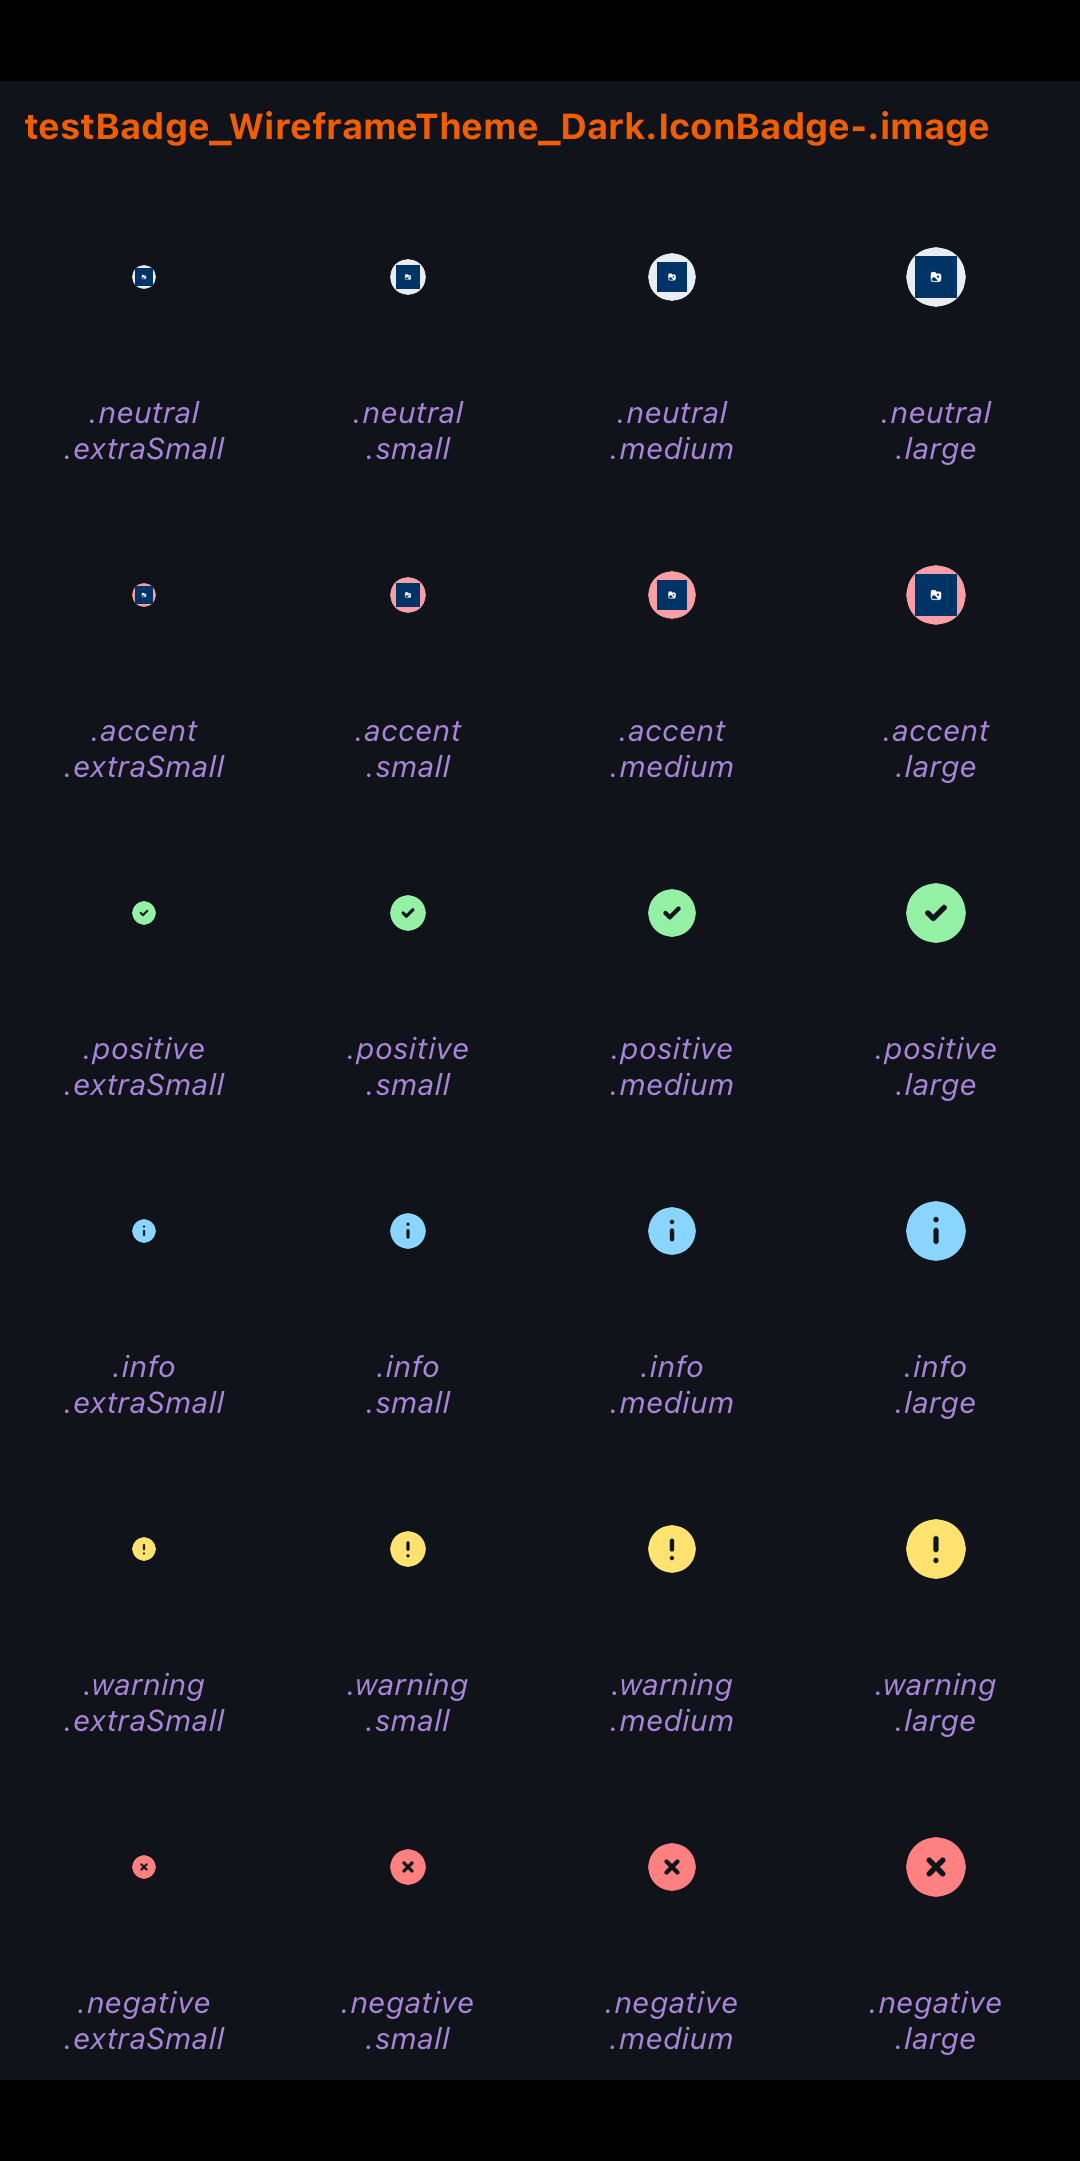 testBadge_WireframeTheme_Dark.IconBadge-.image
.neutral .neutral .neutral .neutral
.extraSmall .small .medium .large
.accent .accent .accent .accent
.extraSmall .small .medium .large
.positive .positive .positive .positive
.extraSmall .small .medium .large
.info .info .info .info
.extraSmall .small .medium .large
.warning .warning .warning .warning
.extraSmall .small .medium .large
.negative .negative .negative .negative
.extraSmall .small .medium .large